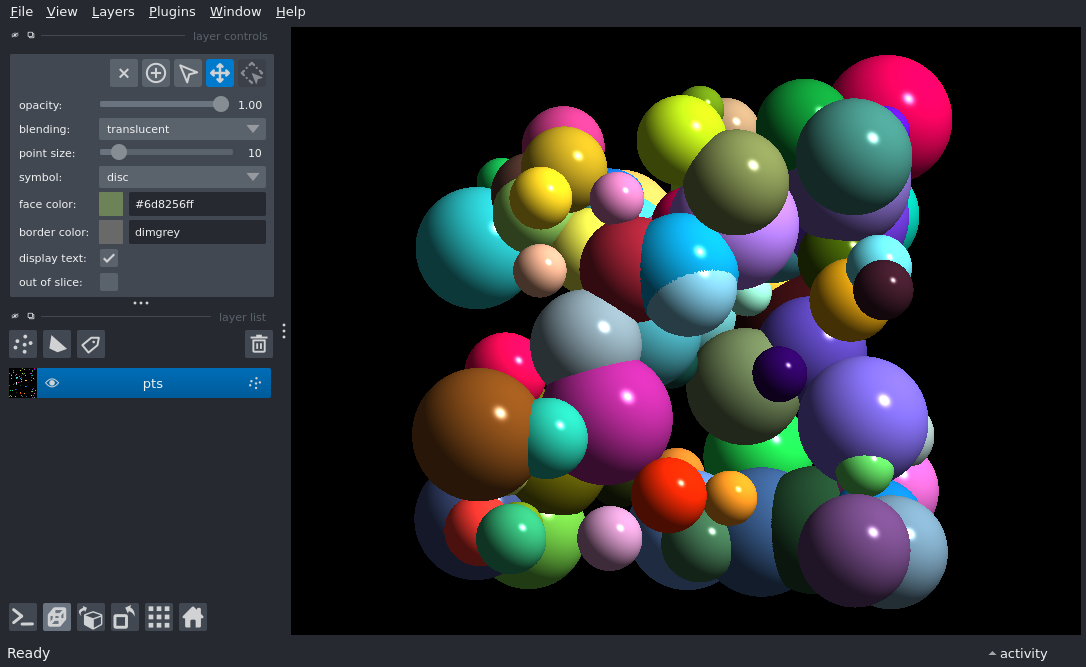 File View Layers Plugins Window Help
layer controls
opacity: 1.00
blending: translucent
point size: 10
symbol: disc
face color: #6d8256ff
border color: dimgrey
display text:
out of slice:
layer list
pts
Ready
activity